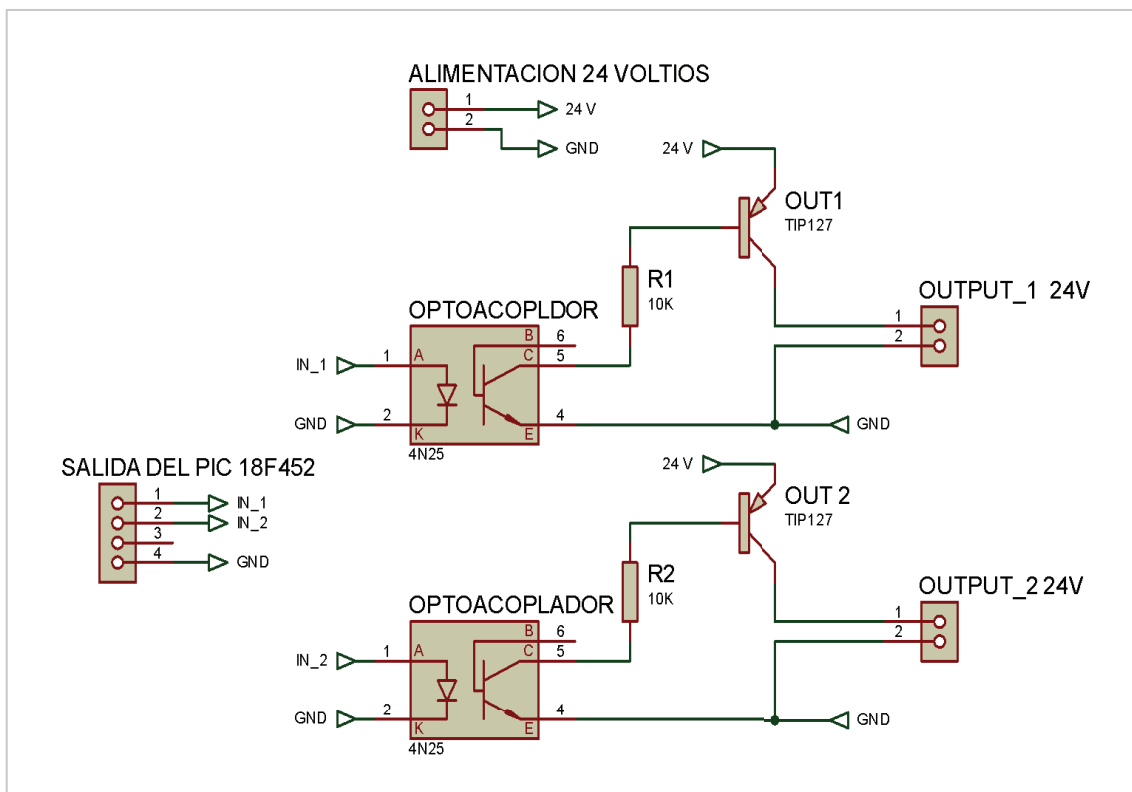 ALIMENTACION 24 VOLTIOS
1
24 V
2
GND
24 V
OUT1
TIP127
R1
10K
OUTPUT_1 24V
1
2
OPTOACOPLDOR
B
6
IN_1
1
A
C
5
GND
2
K
E
4
GND
4N25
SALIDA DEL PIC 18F452
1
IN_1
2
IN_2
3
4
GND
24 V
OUT 2
TIP127
R2
10K
OUTPUT_2 24V
1
2
OPTOACOPLADOR
B
6
IN_2
1
A
C
5
GND
2
K
E
4
GND
4N25